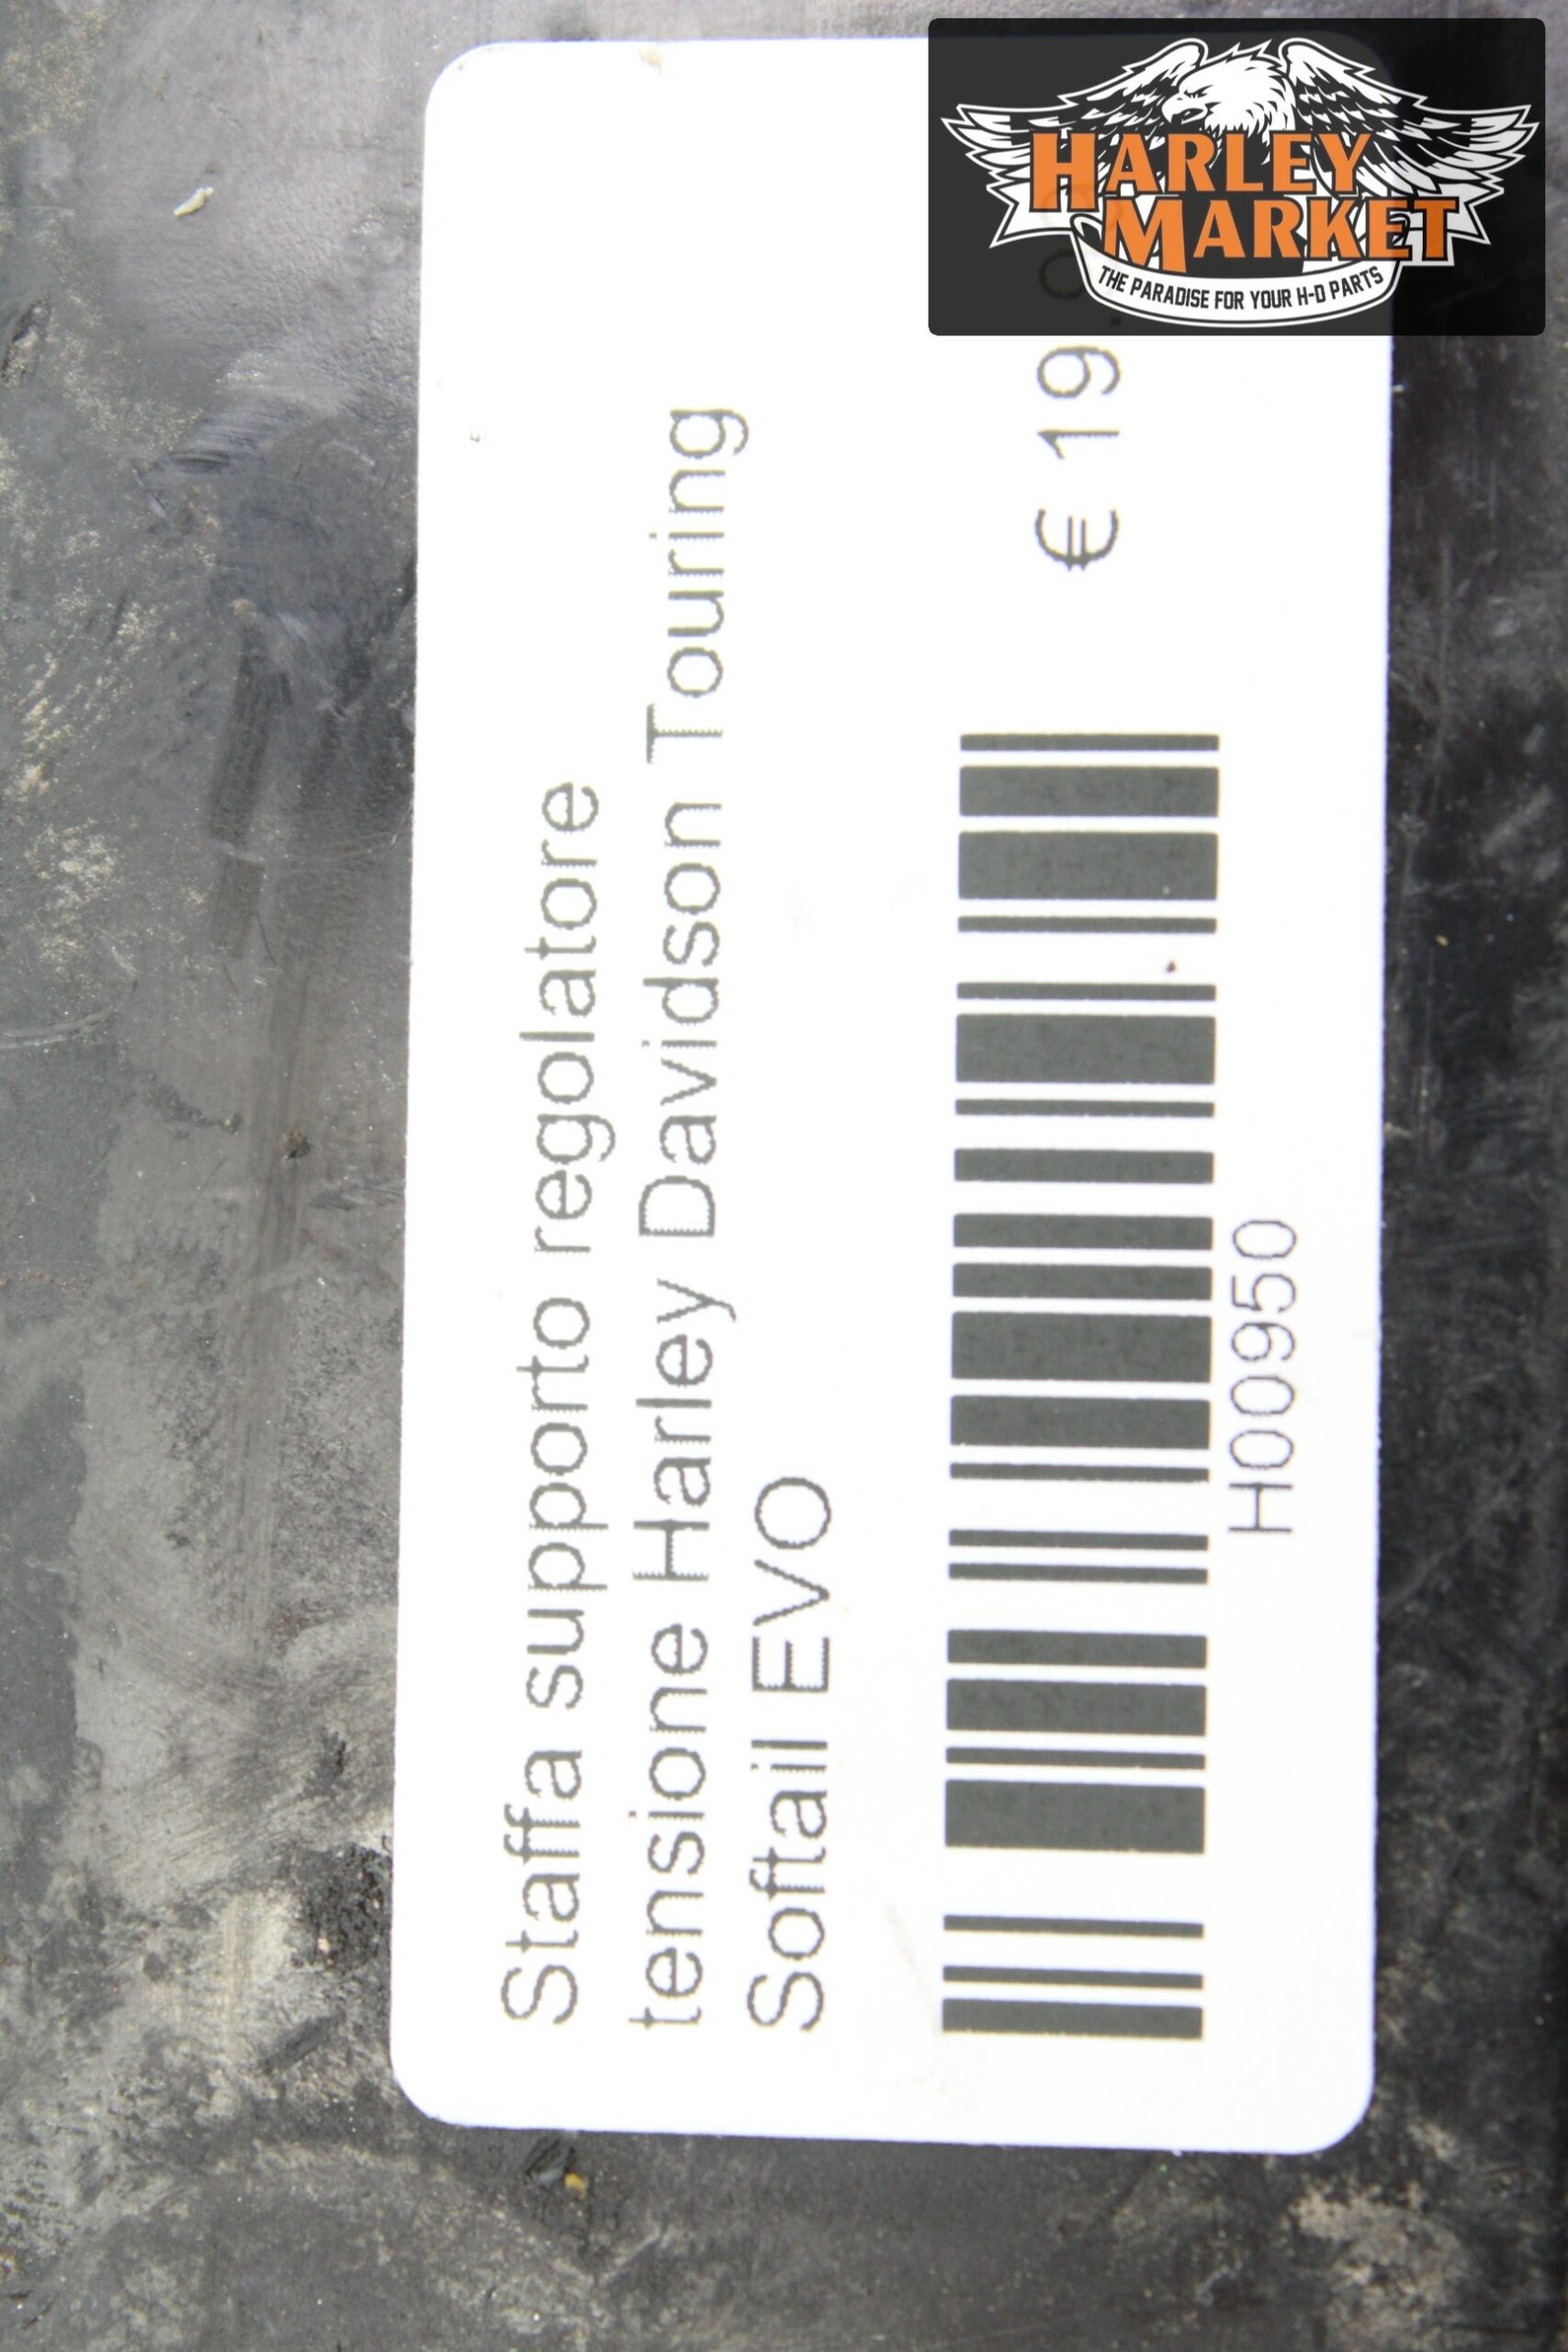 Staffa supporto regolatore
tensione Harley Davidson Touring
Softail EVO
€ 19
H00950
HARLEY
MARKET
THE PARADISE FOR YOUR H-D PARTS